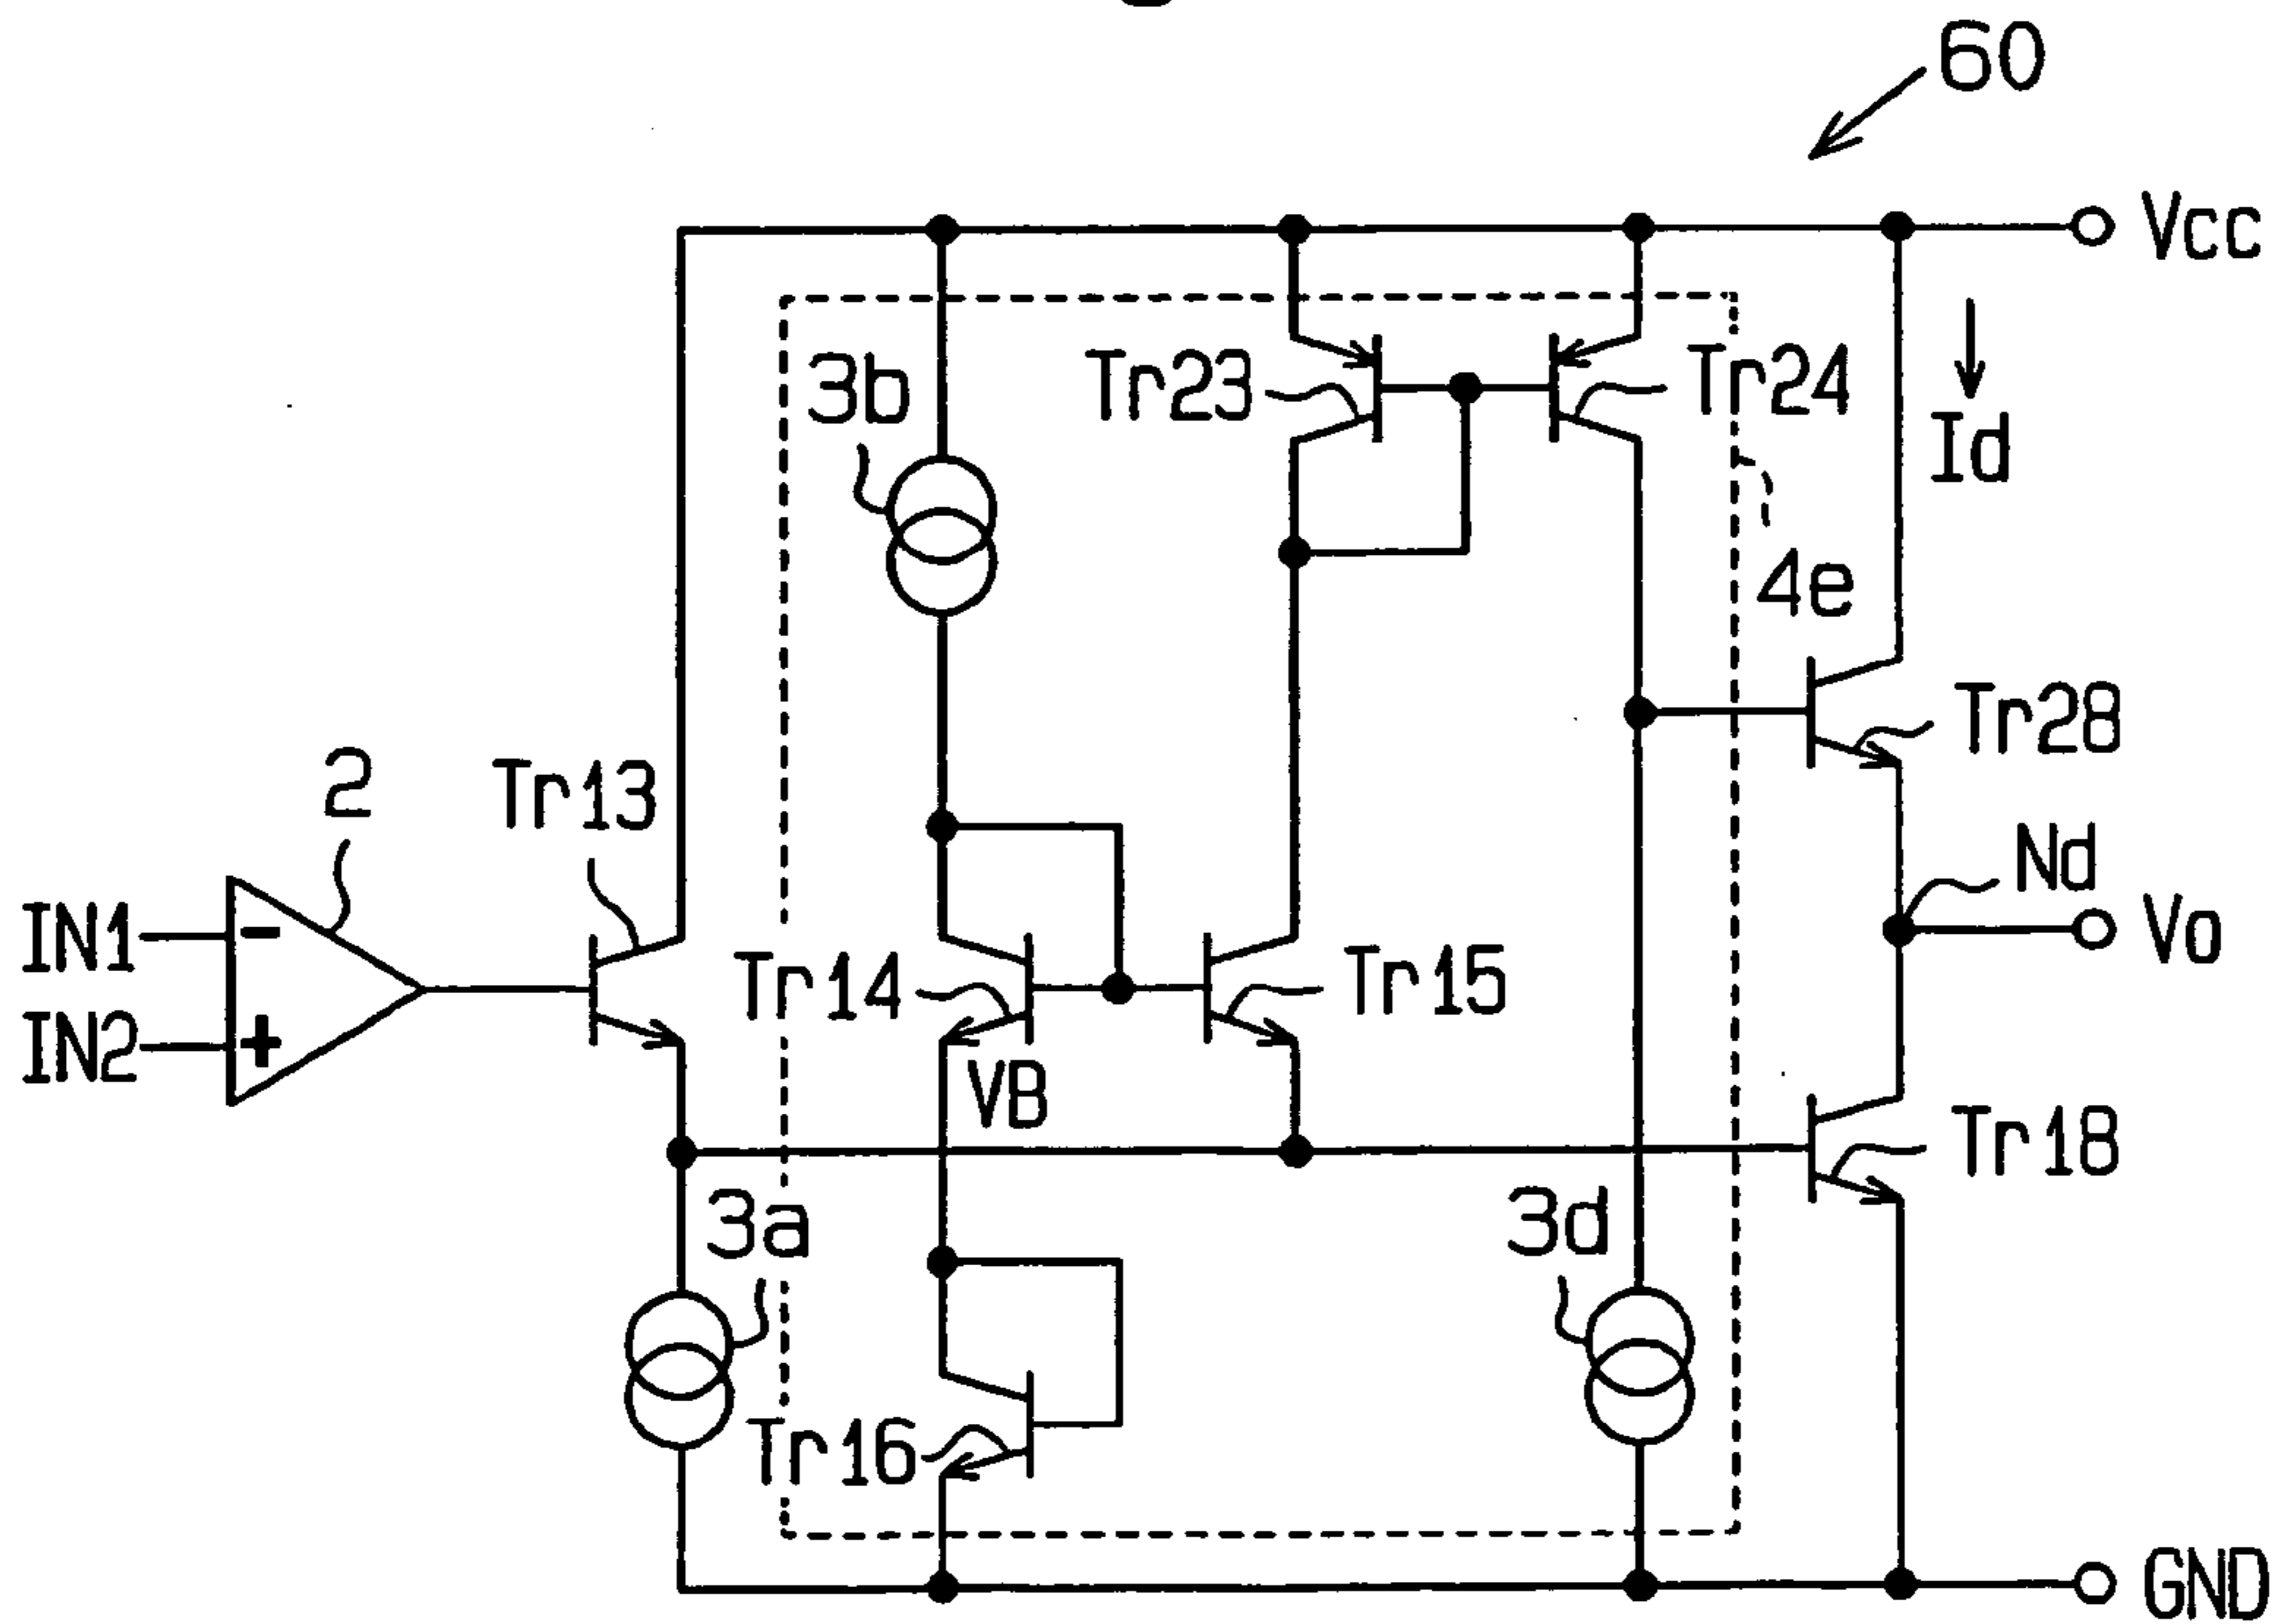 60
Vcc
3b
Tr23
Tr24
Id
4e
2
Tr13
Tr28
Nd
IN1
-
Tr14
Tr15
Vo
IN2
+
VB
Tr18
3a
3d
Tr16
GND